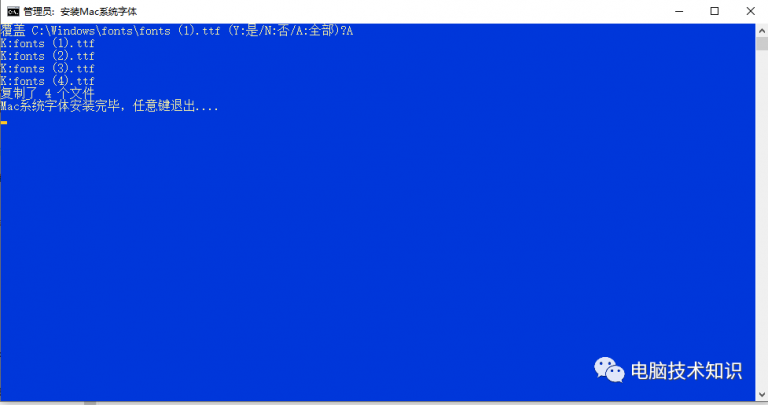 管理员: 安装Mac系统字体
覆盖 C:\Windows\fonts\fonts (1).ttf (Y:是/N:否/A:全部)?A
K:fonts (1).ttf
K:fonts (2).ttf
K:fonts (3).ttf
K:fonts (4).ttf
复制了 4 个文件
Mac系统字体安装完毕, 任意键退出....
电脑技术知识